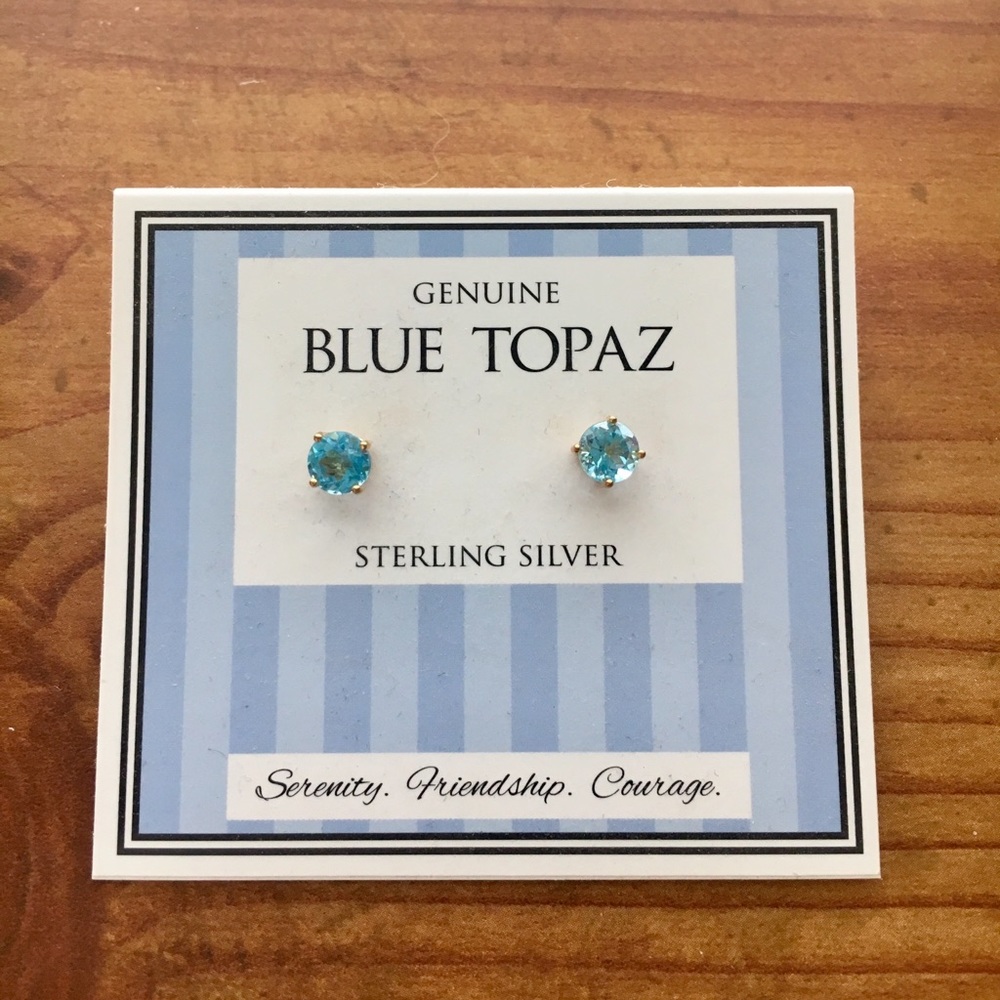 GENUINE
BLUE TOPAZ
STERLING SILVER
Serenity. Friendship. Courage.